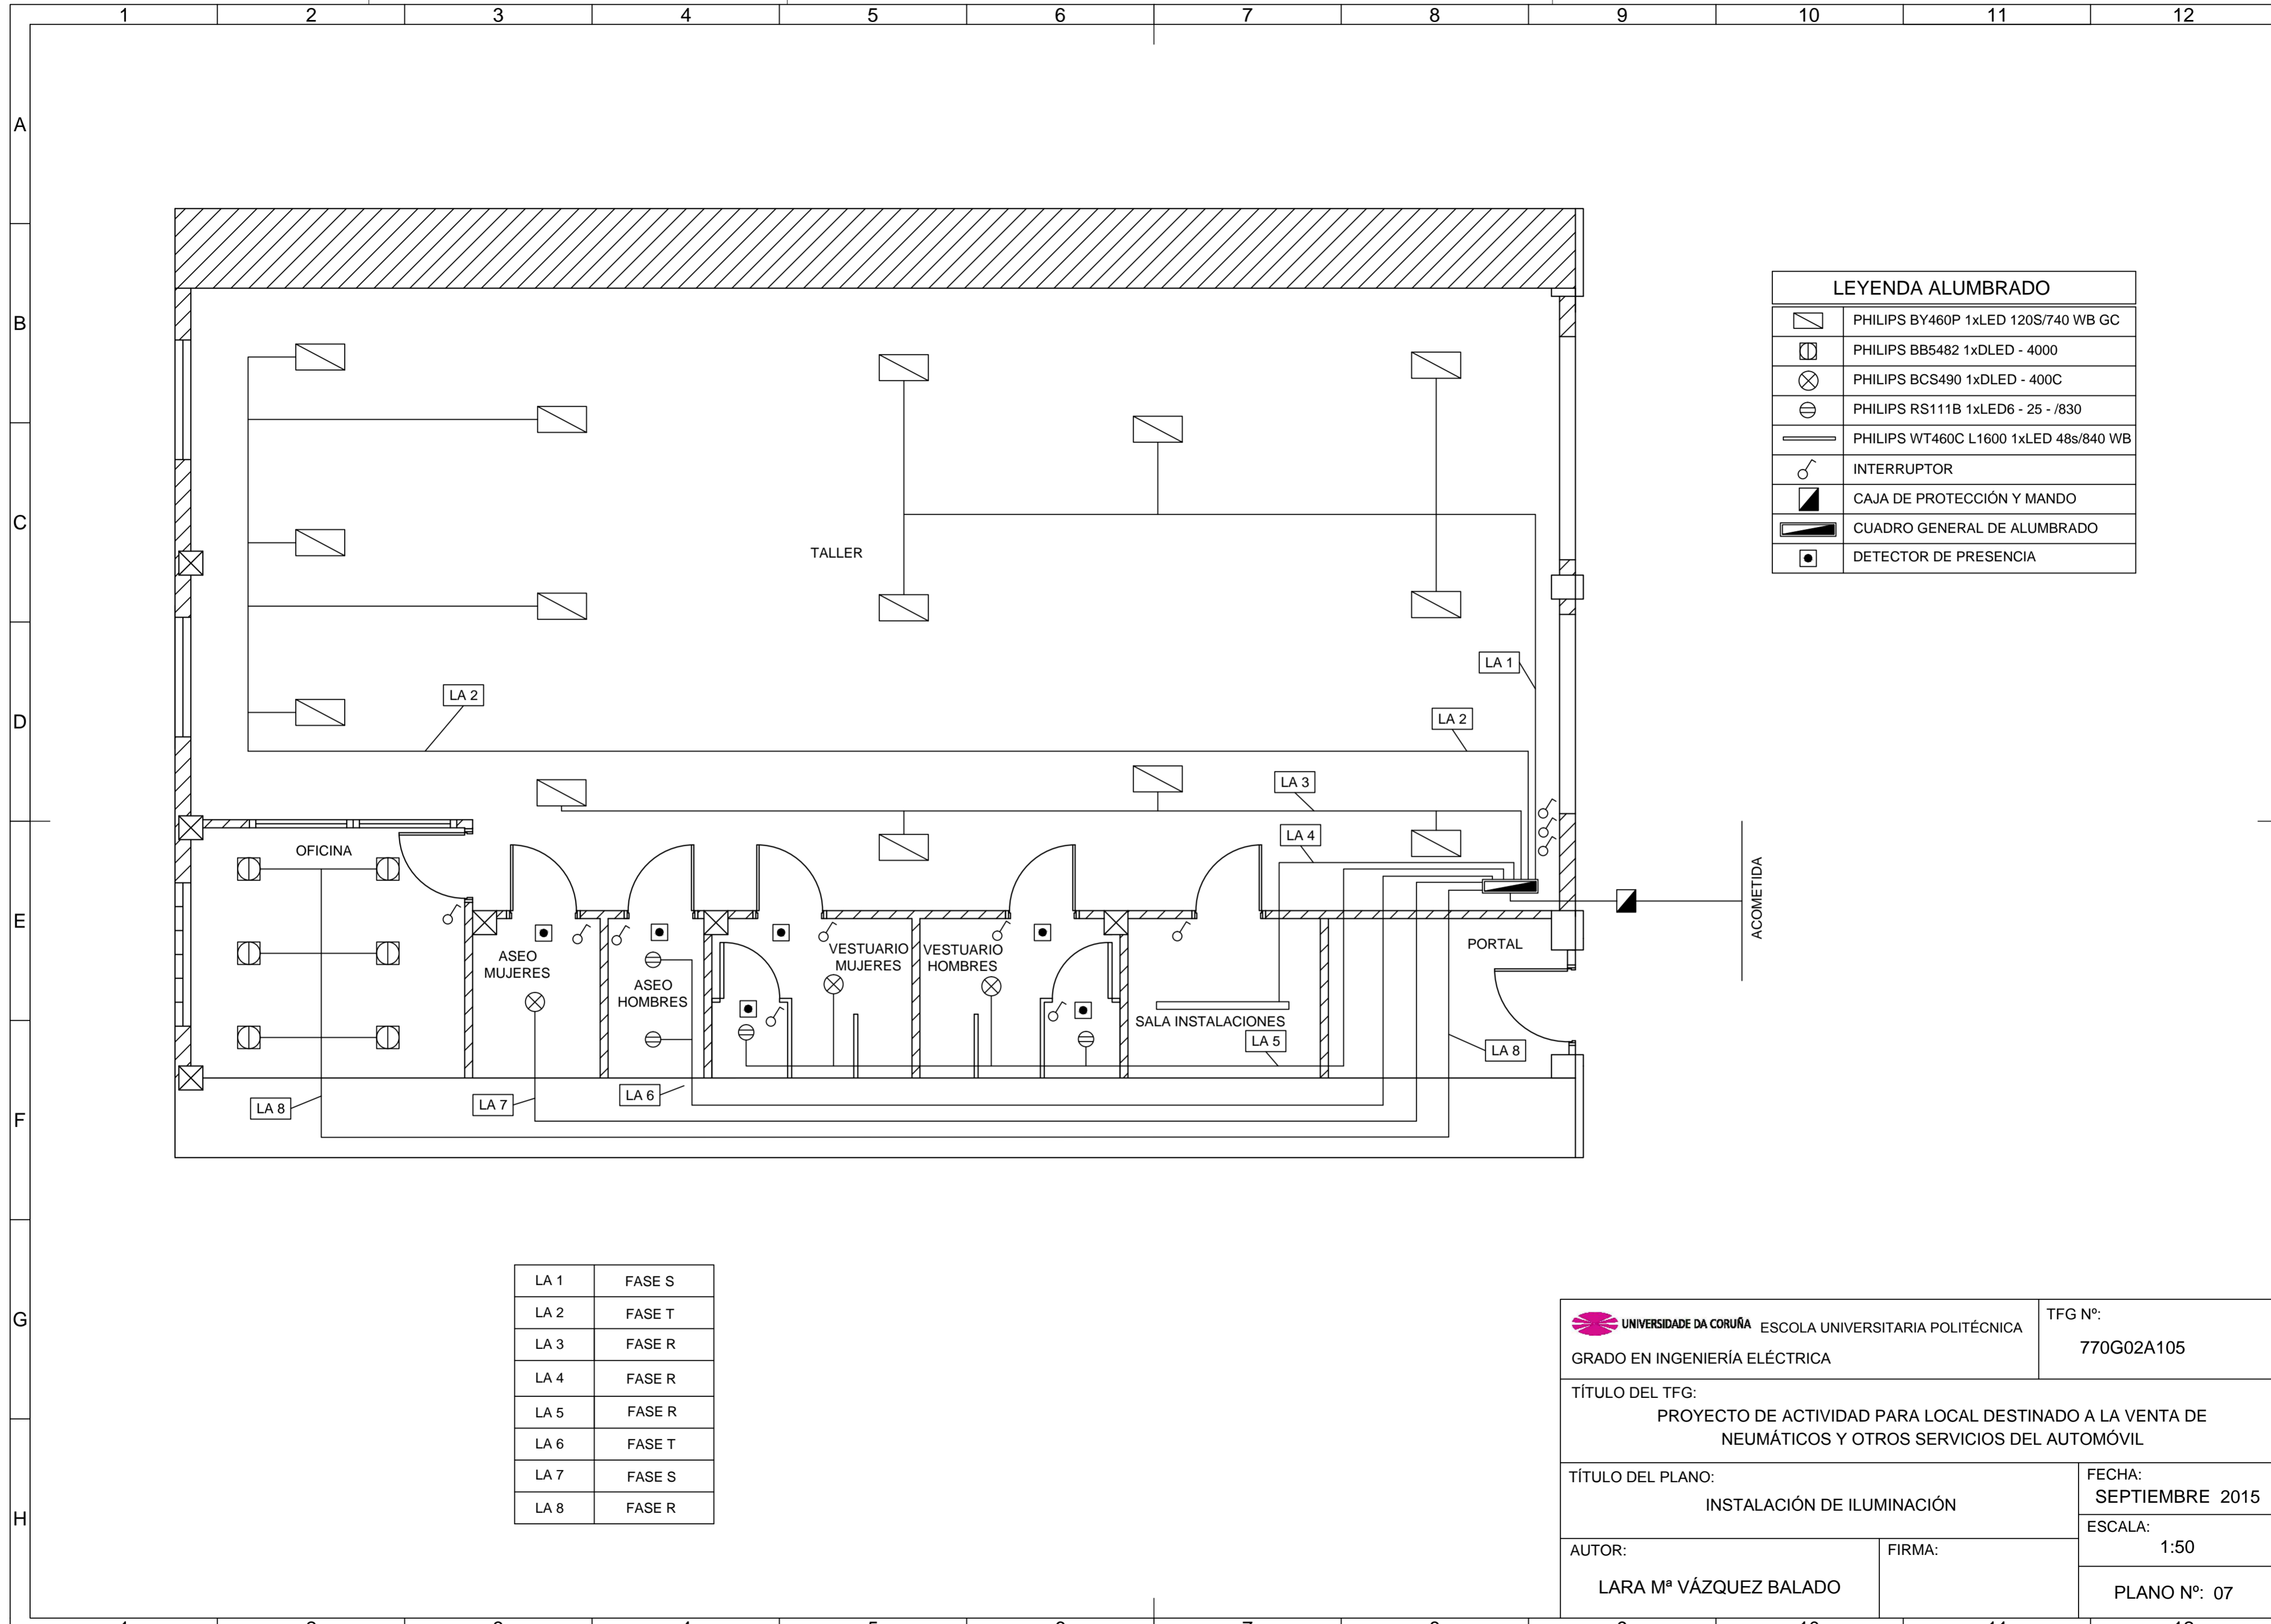 1 2 3 4 5 6 7 8 9 10 11 12
A
B
C
D
E
F
G
H
LEYENDA ALUMBRADO
PHILIPS BY460P 1xLED 120S/740 WB GC
PHILIPS BB5482 1xDLED - 4000
PHILIPS BCS490 1xDLED - 400C
PHILIPS RS111B 1xLED6 - 25 - /830
PHILIPS WT460C L1600 1xLED 48s/840 WB
INTERRUPTOR
CAJA DE PROTECCIÓN Y MANDO
CUADRO GENERAL DE ALUMBRADO
DETECTOR DE PRESENCIA
TALLER
LA 1
LA 2
LA 2
LA 3
LA 4
OFICINA
ACOMETIDA
ASEO
MUJERES
ASEO
HOMBRES
VESTUARIO
MUJERES
VESTUARIO
HOMBRES
PORTAL
SALA INSTALACIONES
LA 5
LA 8
LA 6
LA 7
LA 8
LA 1 FASE S
LA 2 FASE T
LA 3 FASE R
LA 4 FASE R
LA 5 FASE R
LA 6 FASE T
LA 7 FASE S
LA 8 FASE R
UNIVERSIDADE DA CORUÑA ESCOLA UNIVERSITARIA POLITÉCNICA
GRADO EN INGENIERÍA ELÉCTRICA
TFG Nº:
770G02A105
TÍTULO DEL TFG:
PROYECTO DE ACTIVIDAD PARA LOCAL DESTINADO A LA VENTA DE
NEUMÁTICOS Y OTROS SERVICIOS DEL AUTOMÓVIL
TÍTULO DEL PLANO:
INSTALACIÓN DE ILUMINACIÓN
FECHA:
SEPTIEMBRE 2015
ESCALA:
1:50
AUTOR:
LARA Mª VÁZQUEZ BALADO
FIRMA:
PLANO Nº: 07